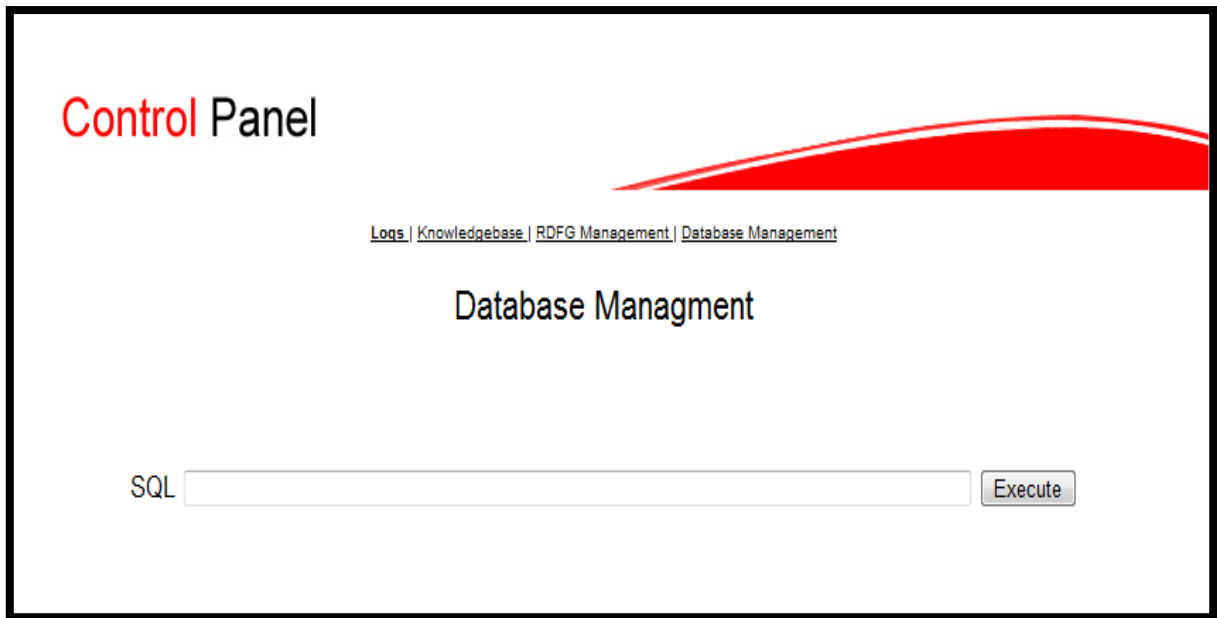 Control Panel
Logs | Knowledgebase | RDFG Management | Database Management
Database Managment
SQL Execute